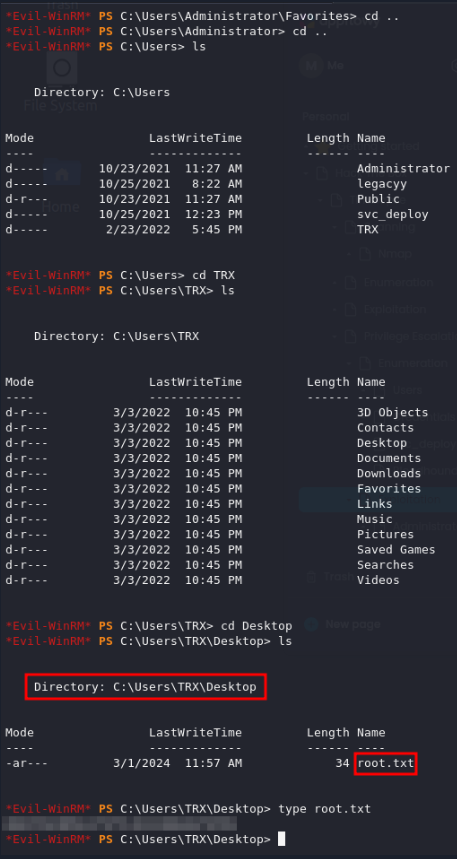 *Evil-WinRM* PS C:\Users\Administrator\Favorites> cd ..
*Evil-WinRM* PS C:\Users\Administrator> cd ..
*Evil-WinRM* PS C:\Users> ls
Me
File System
Directory: C:\Users
Personal
Mode LastWriteTime Length Name
---- ------------- ------ ----
d----- 10/23/2021 11:27 AM Administrator
d----- 10/25/2021 8:22 AM legacyy
d-r--- 10/23/2021 11:27 AM Public
d----- 10/25/2021 12:23 PM svc_deploy
d----- 2/23/2022 5:45 PM TRX
Home
*Evil-WinRM* PS C:\Users> cd TRX
*Evil-WinRM* PS C:\Users\TRX> ls
Enumeration
Directory: C:\Users\TRX
Mode LastWriteTime Length Name
---- ------------- ------ ----
d-r--- 3/3/2022 10:45 PM 3D Objects
d-r--- 3/3/2022 10:45 PM Contacts
d-r--- 3/3/2022 10:45 PM Desktop
d-r--- 3/3/2022 10:45 PM Documents
d-r--- 3/3/2022 10:45 PM Downloads
d-r--- 3/3/2022 10:45 PM Favorites
d-r--- 3/3/2022 10:45 PM Links
d-r--- 3/3/2022 10:45 PM Music
d-r--- 3/3/2022 10:45 PM Pictures
d-r--- 3/3/2022 10:45 PM Saved Games
d-r--- 3/3/2022 10:45 PM Searches
d-r--- 3/3/2022 10:45 PM Videos
*Evil-WinRM* PS C:\Users\TRX> cd Desktop
New page
*Evil-WinRM* PS C:\Users\TRX\Desktop> ls
Directory: C:\Users\TRX\Desktop
Mode LastWriteTime Length Name
---- ------------- ------ ----
-ar--- 3/1/2024 11:57 AM 34 root.txt
*Evil-WinRM* PS C:\Users\TRX\Desktop> type root.txt
*Evil-WinRM* PS C:\Users\TRX\Desktop>